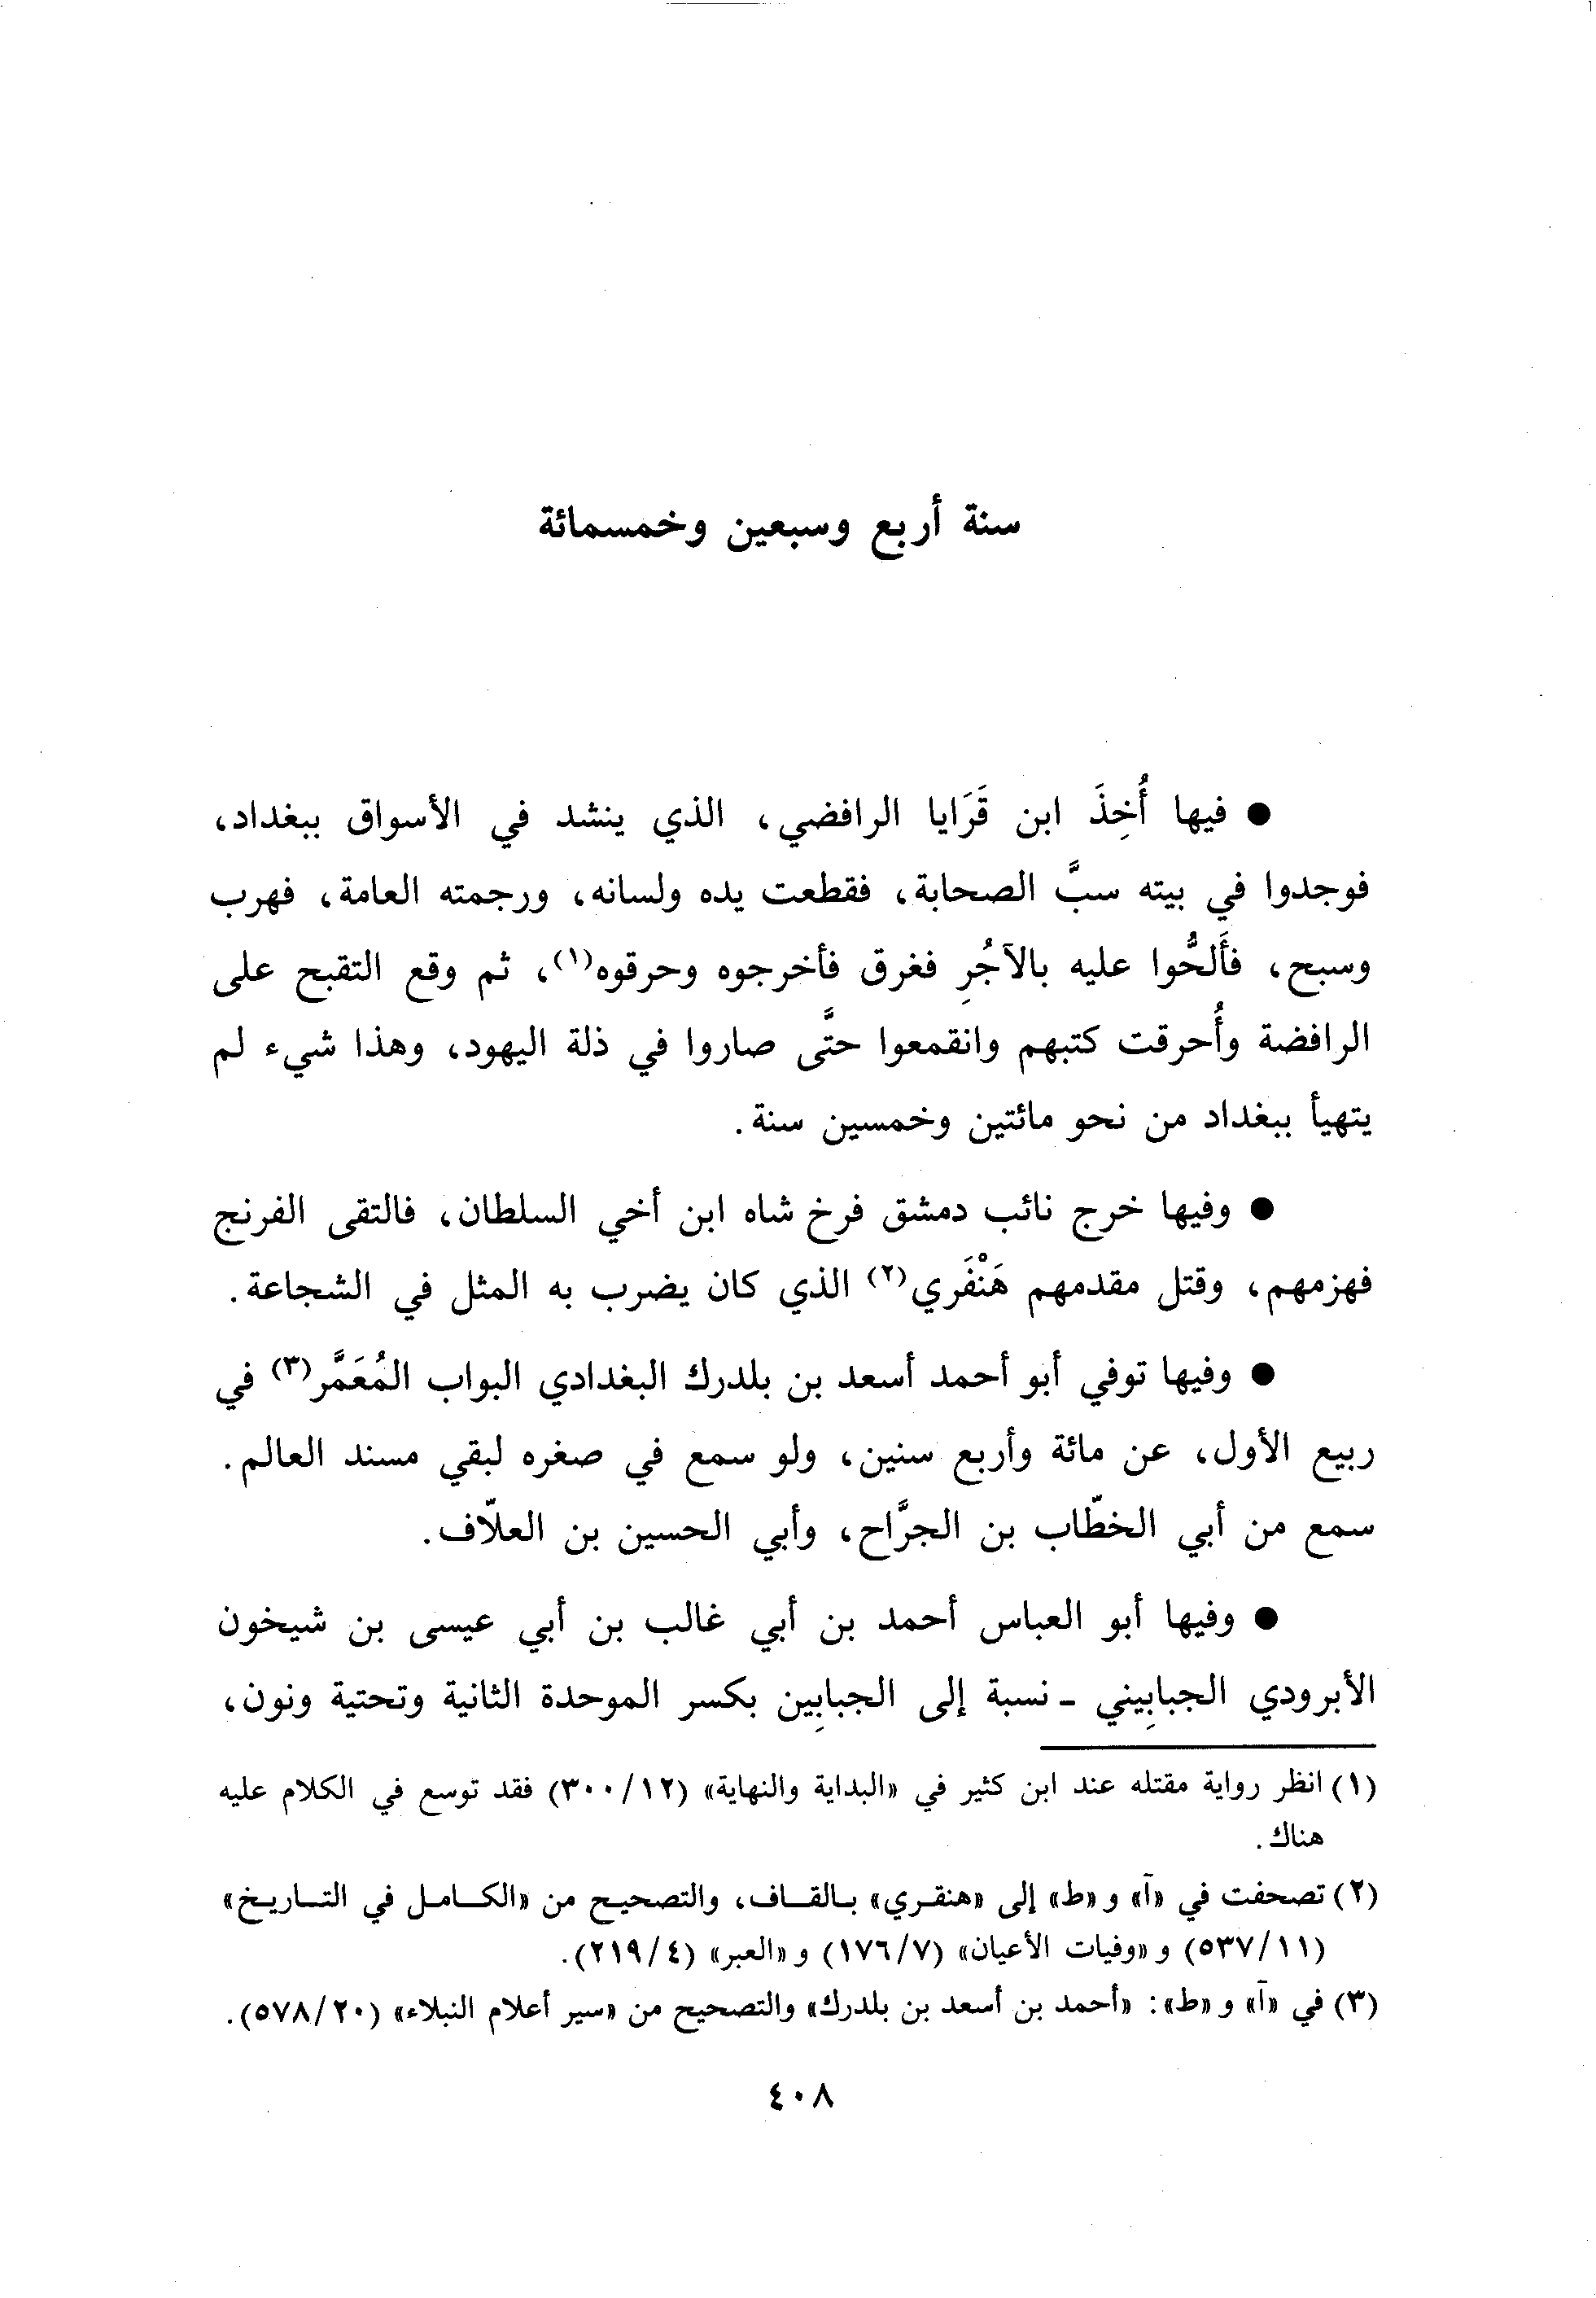 سنة أربع وسبعين وخمسمائة
● فيها أُخِذَ ابن قَرَايا الرافضي، الذي ينشد في الأسواق ببغداد،
فوجدوا في بيته سبَّ الصحابة، فقطعت يده ولسانه، ورجمته العامة، فهرب
وسبح، فأَلحُّوا عليه بالآجُرِ فغرق فأخرجوه وحرقوه(١)، ثم وقع التقبح على
الرافضة وأُحرقت كتبهم وانقمعوا حتَّى صاروا في ذلة اليهود، وهذا شيء لم
يتهيأ ببغداد من نحو مائتين وخمسين سنة.
● وفيها خرج نائب دمشق فرخ شاه ابن أخي السلطان، فالتقى الفرنج
فهزمهم، وقتل مقدمهم هَنْفَري(٢) الذي كان يضرب به المثل في الشجاعة.
● وفيها توفي أبو أحمد أسعد بن بلدرك البغدادي البواب المُعَمَّر(٣) في
ربيع الأول، عن مائة وأربع سنين، ولو سمع في صغره لبقي مسند العالم.
سمع من أبي الخطّاب بن الجرَّاح، وأبي الحسين بن العلّاف.
● وفيها أبو العباس أحمد بن أبي غالب بن أبي عيسى بن شيخون
الأبرودي الجبابِيني - نسبة إلى الجبابِين بكسر الموحدة الثانية وتحتية ونون،
(١) انظر رواية مقتله عند ابن كثير في «البداية والنهاية» (١٢/ ٣٠٠) فقد توسع في الكلام عليه
هناك.
(٢) تصحفت في «آ» و «ط» إلى «هنقري» بالقاف، والتصحيح من «الكامل في التاريخ»
(١١/ ٥٣٧) و «وفيات الأعيان» (٧/ ١٧٦) و «العبر» (٤/ ٢١٩).
(٣) في «آ» و «ط»: «أحمد بن أسعد بن بلدرك» والتصحيح من «سير أعلام النبلاء» (٢٠/ ٥٧٨).
٤٠٨